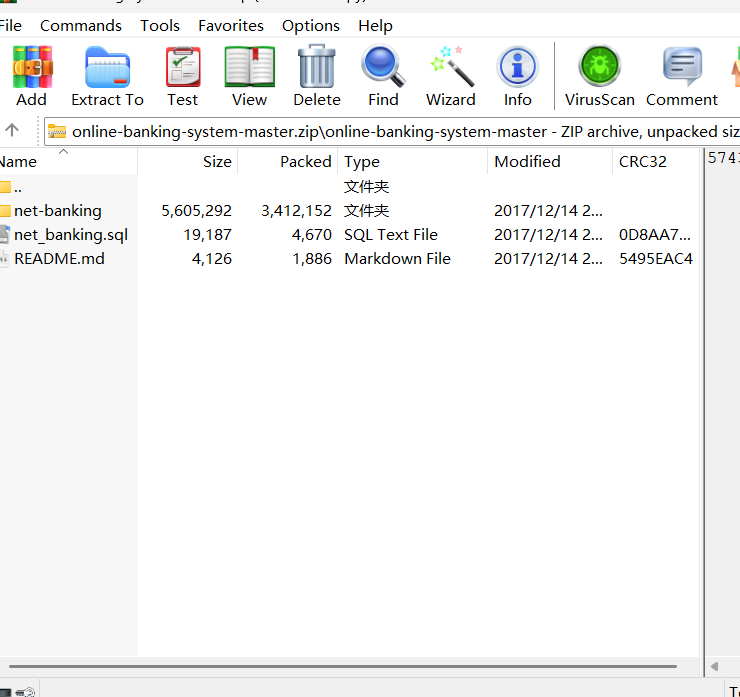 File Commands Tools Favorites Options Help
Add Extract To Test View Delete Find Wizard Info VirusScan Comment
online-banking-system-master.zip\online-banking-system-master - ZIP archive, unpacked siz
Name Size Packed Type Modified CRC32
.. 文件夹
net-banking 5,605,292 3,412,152 文件夹 2017/12/14 2...
net_banking.sql 19,187 4,670 SQL Text File 2017/12/14 2... 0D8AA7...
README.md 4,126 1,886 Markdown File 2017/12/14 2... 5495EAC4
574